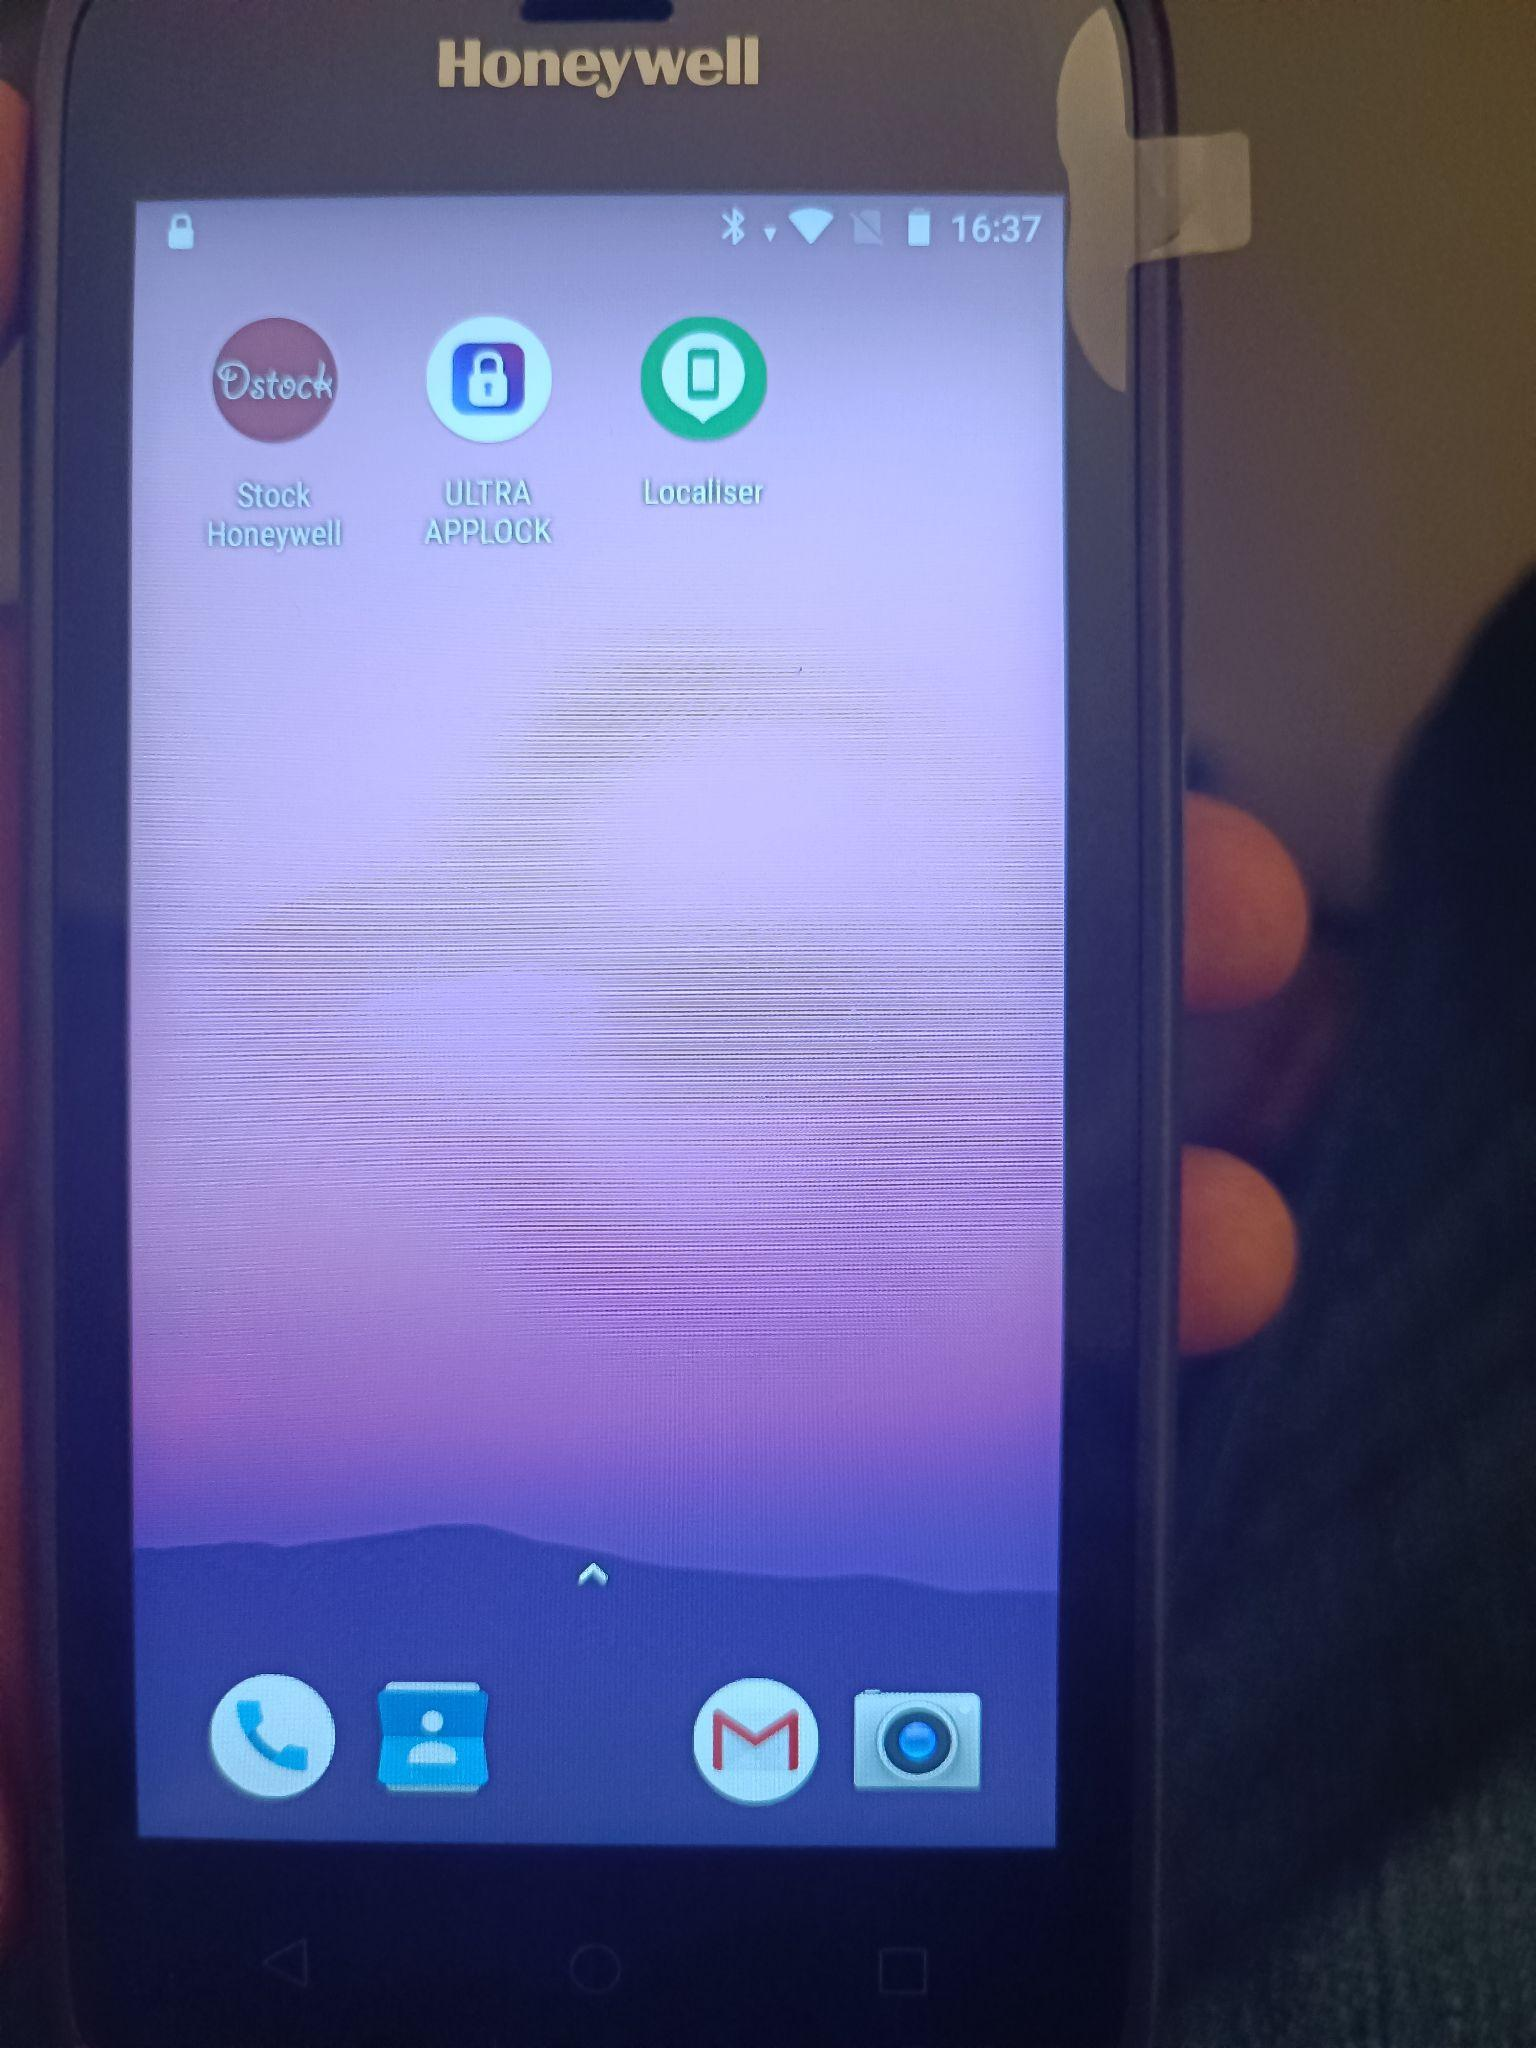 Honeywell
16:37
Ostock
Stock
Honeywell
ULTRA
APPLOCK
Localiser